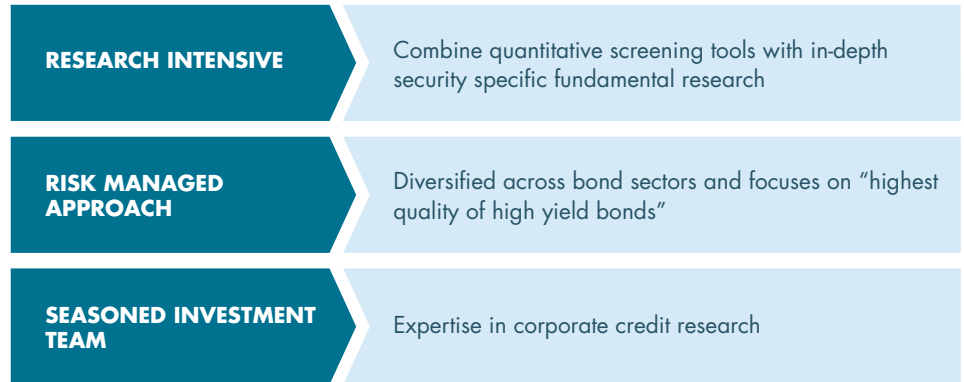 RESEARCH INTENSIVE
Combine quantitative screening tools with in-depth
security specific fundamental research
RISK MANAGED
APPROACH
Diversified across bond sectors and focuses on “highest
quality of high yield bonds”
SEASONED INVESTMENT
TEAM
Expertise in corporate credit research